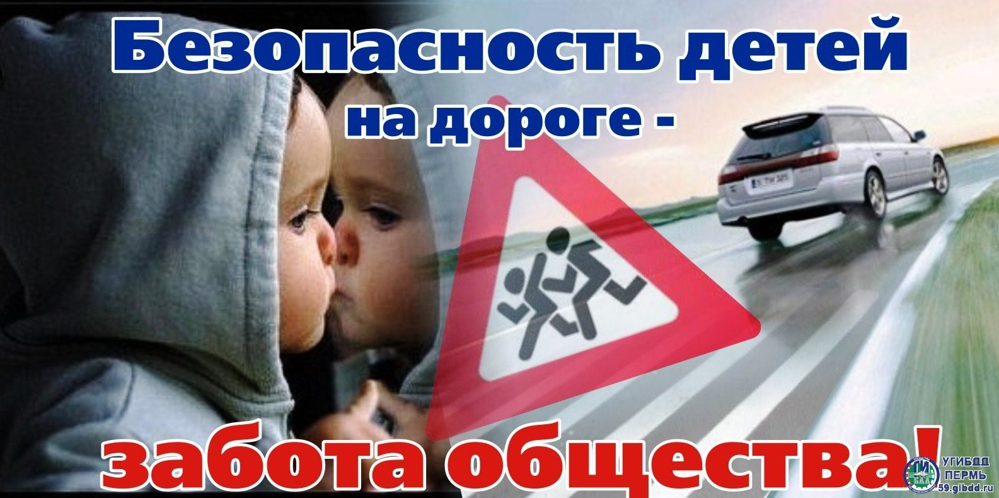 Безопасность детей
на дороге -
забота общества!
УГИБДД
ПЕРМЬ
59.gibdd.ru